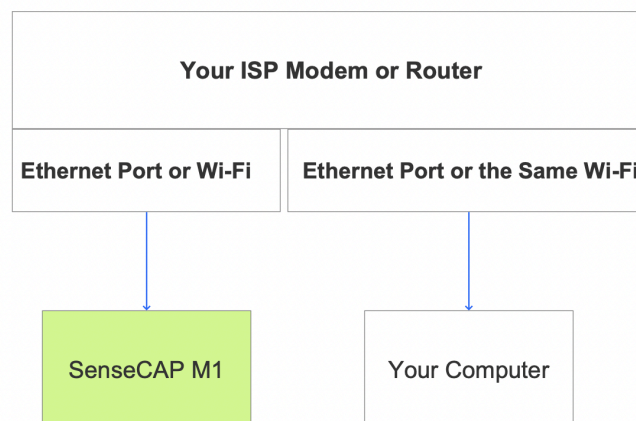 Your ISP Modem or Router
Ethernet Port or Wi-Fi
Ethernet Port or the Same Wi-Fi
SenseCAP M1
Your Computer